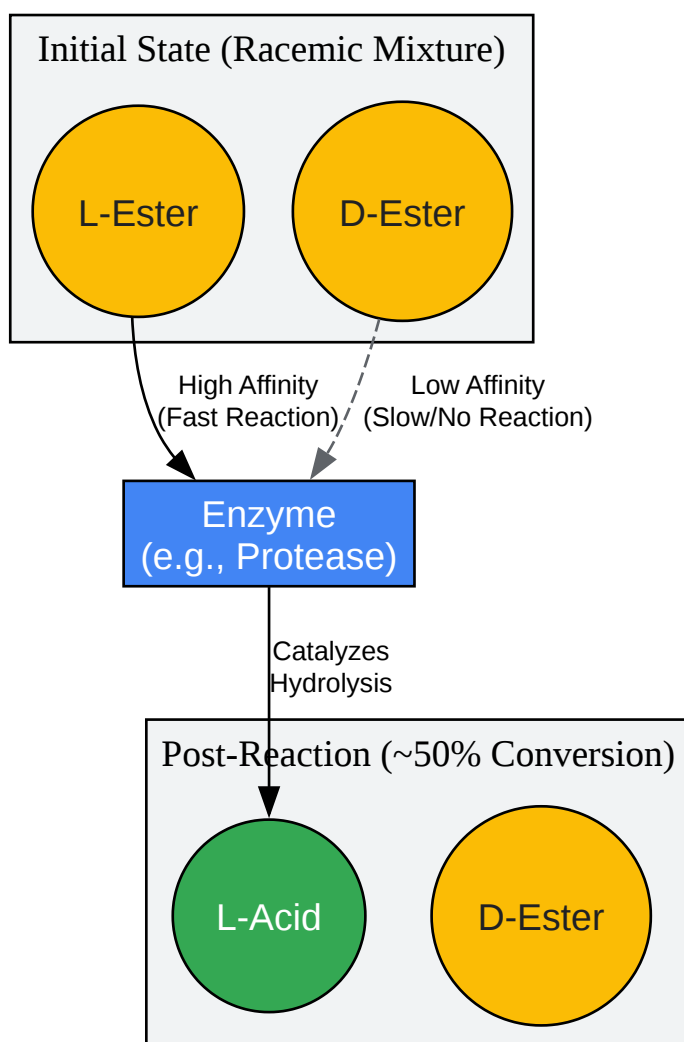 Initial State (Racemic Mixture)
L-Ester
D-Ester
High Affinity
(Fast Reaction)
Low Affinity
(Slow/No Reaction)
Enzyme
(e.g., Protease)
Catalyzes
Hydrolysis
Post-Reaction (~50% Conversion)
L-Acid
D-Ester